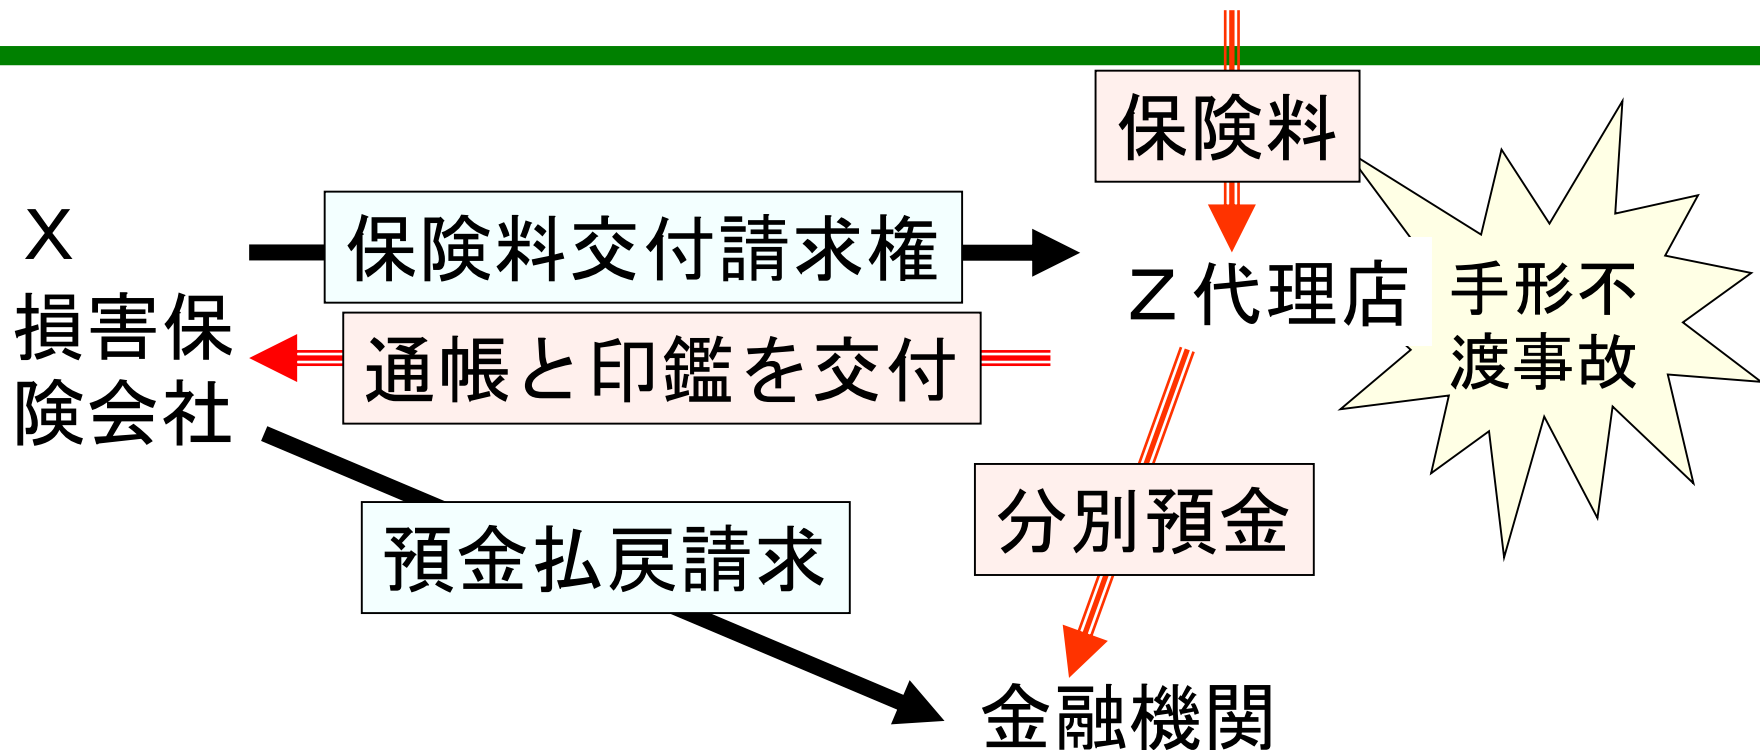 保険料
X
保険料交付請求権
Z代理店
手形不
渡事故
損害保
険会社
通帳と印鑑を交付
分別預金
預金払戻請求
金融機関